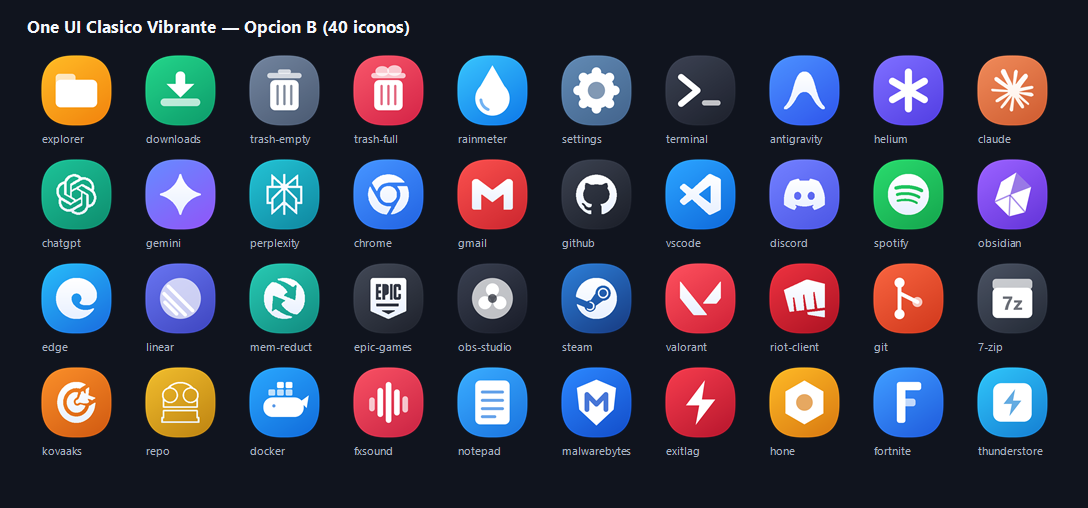 One UI Clasico Vibrante — Opcion B (40 iconos)
explorer downloads trash-empty trash-full rainmeter settings terminal antigravity helium claude
chatgpt gemini perplexity chrome gmail github vscode discord spotify obsidian
EPIC 7z
edge linear mem-reduct epic-games obs-studio steam valorant riot-client git 7-zip
kovaaks repo docker fxsound notepad malwarebytes exitlag hone fortnite thunderstore